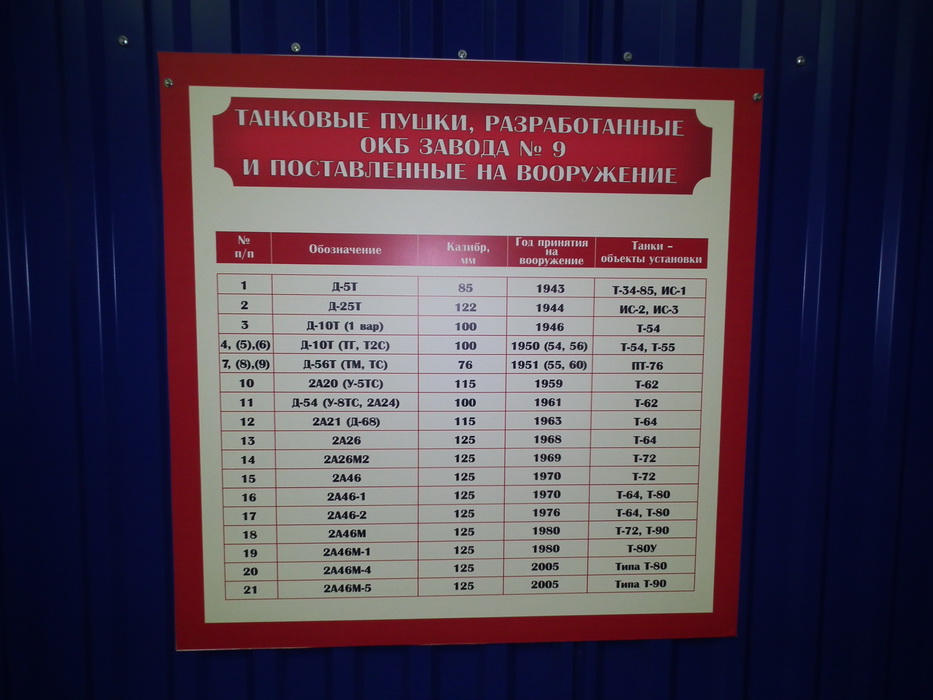 ТАНКОВЫЕ ПУШКИ, РАЗРАБОТАННЫЕ
ОКБ ЗАВОДА № 9
И ПОСТАВЛЕННЫЕ НА ВООРУЖЕНИЕ
№ п/п Обозначение Калибр, мм Год принятия на вооружение Танки – объекты установки
1 Д-5Т 85 1943 Т-34-85, ИС-1
2 Д-25Т 122 1944 ИС-2, ИС-3
3 Д-10Т (1 вар) 100 1946 Т-54
4, (5),(6) Д-10Т (ТГ, Т2С) 100 1950 (54, 56) Т-54, Т-55
7, (8),(9) Д-56Т (ТМ, ТС) 76 1951 (55, 60) ПТ-76
10 2А20 (У-5ТС) 115 1959 Т-62
11 Д-54 (У-8ТС, 2А24) 100 1961 Т-62
12 2А21 (Д-68) 115 1963 Т-64
13 2А26 125 1968 Т-64
14 2А26М2 125 1969 Т-72
15 2А46 125 1970 Т-72
16 2А46-1 125 1970 Т-64, Т-80
17 2А46-2 125 1976 Т-64, Т-80
18 2А46М 125 1980 Т-72, Т-90
19 2А46М-1 125 1980 Т-80У
20 2А46М-4 125 2005 Типа Т-80
21 2А46М-5 125 2005 Типа Т-90